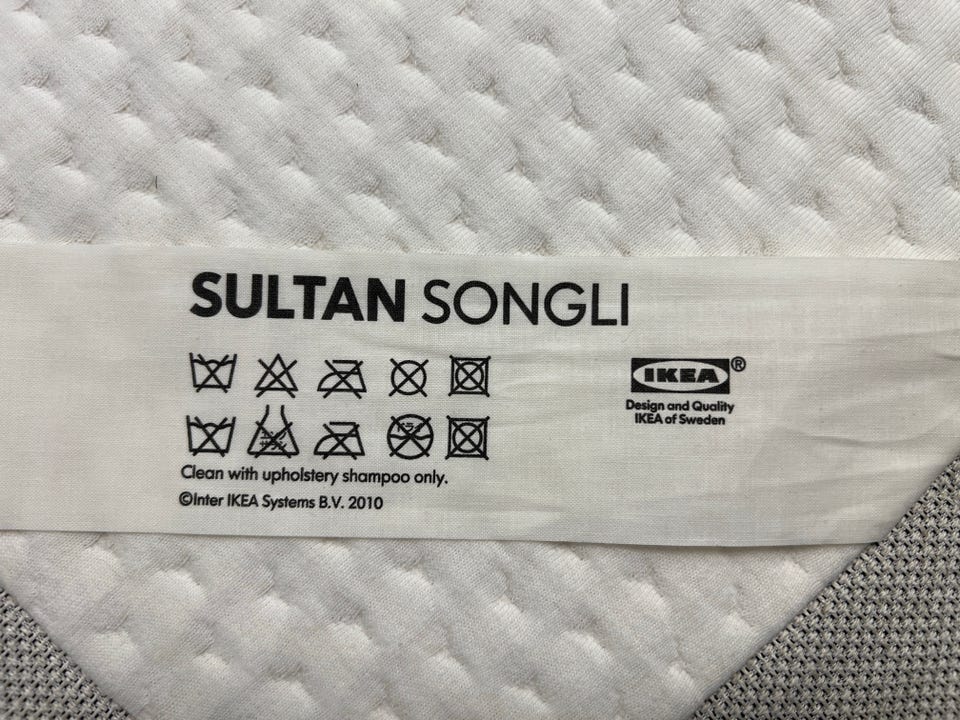 SULTAN SONGLI
IKEA®
Design and Quality
IKEA of Sweden
Clean with upholstery shampoo only.
©Inter IKEA Systems B.V. 2010